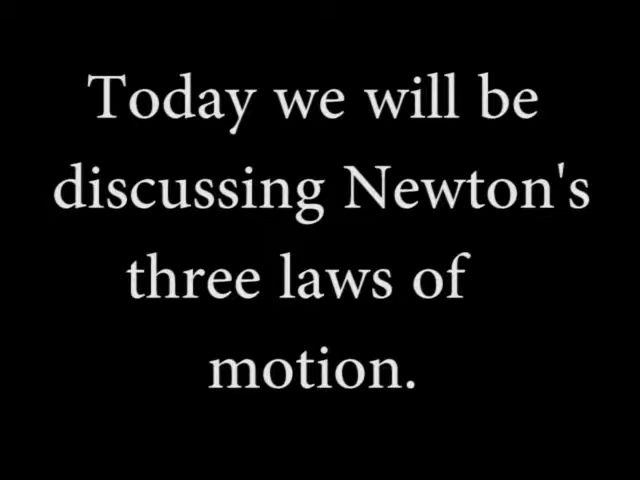 Today we will be
discussing Newton's
three laws of
motion.